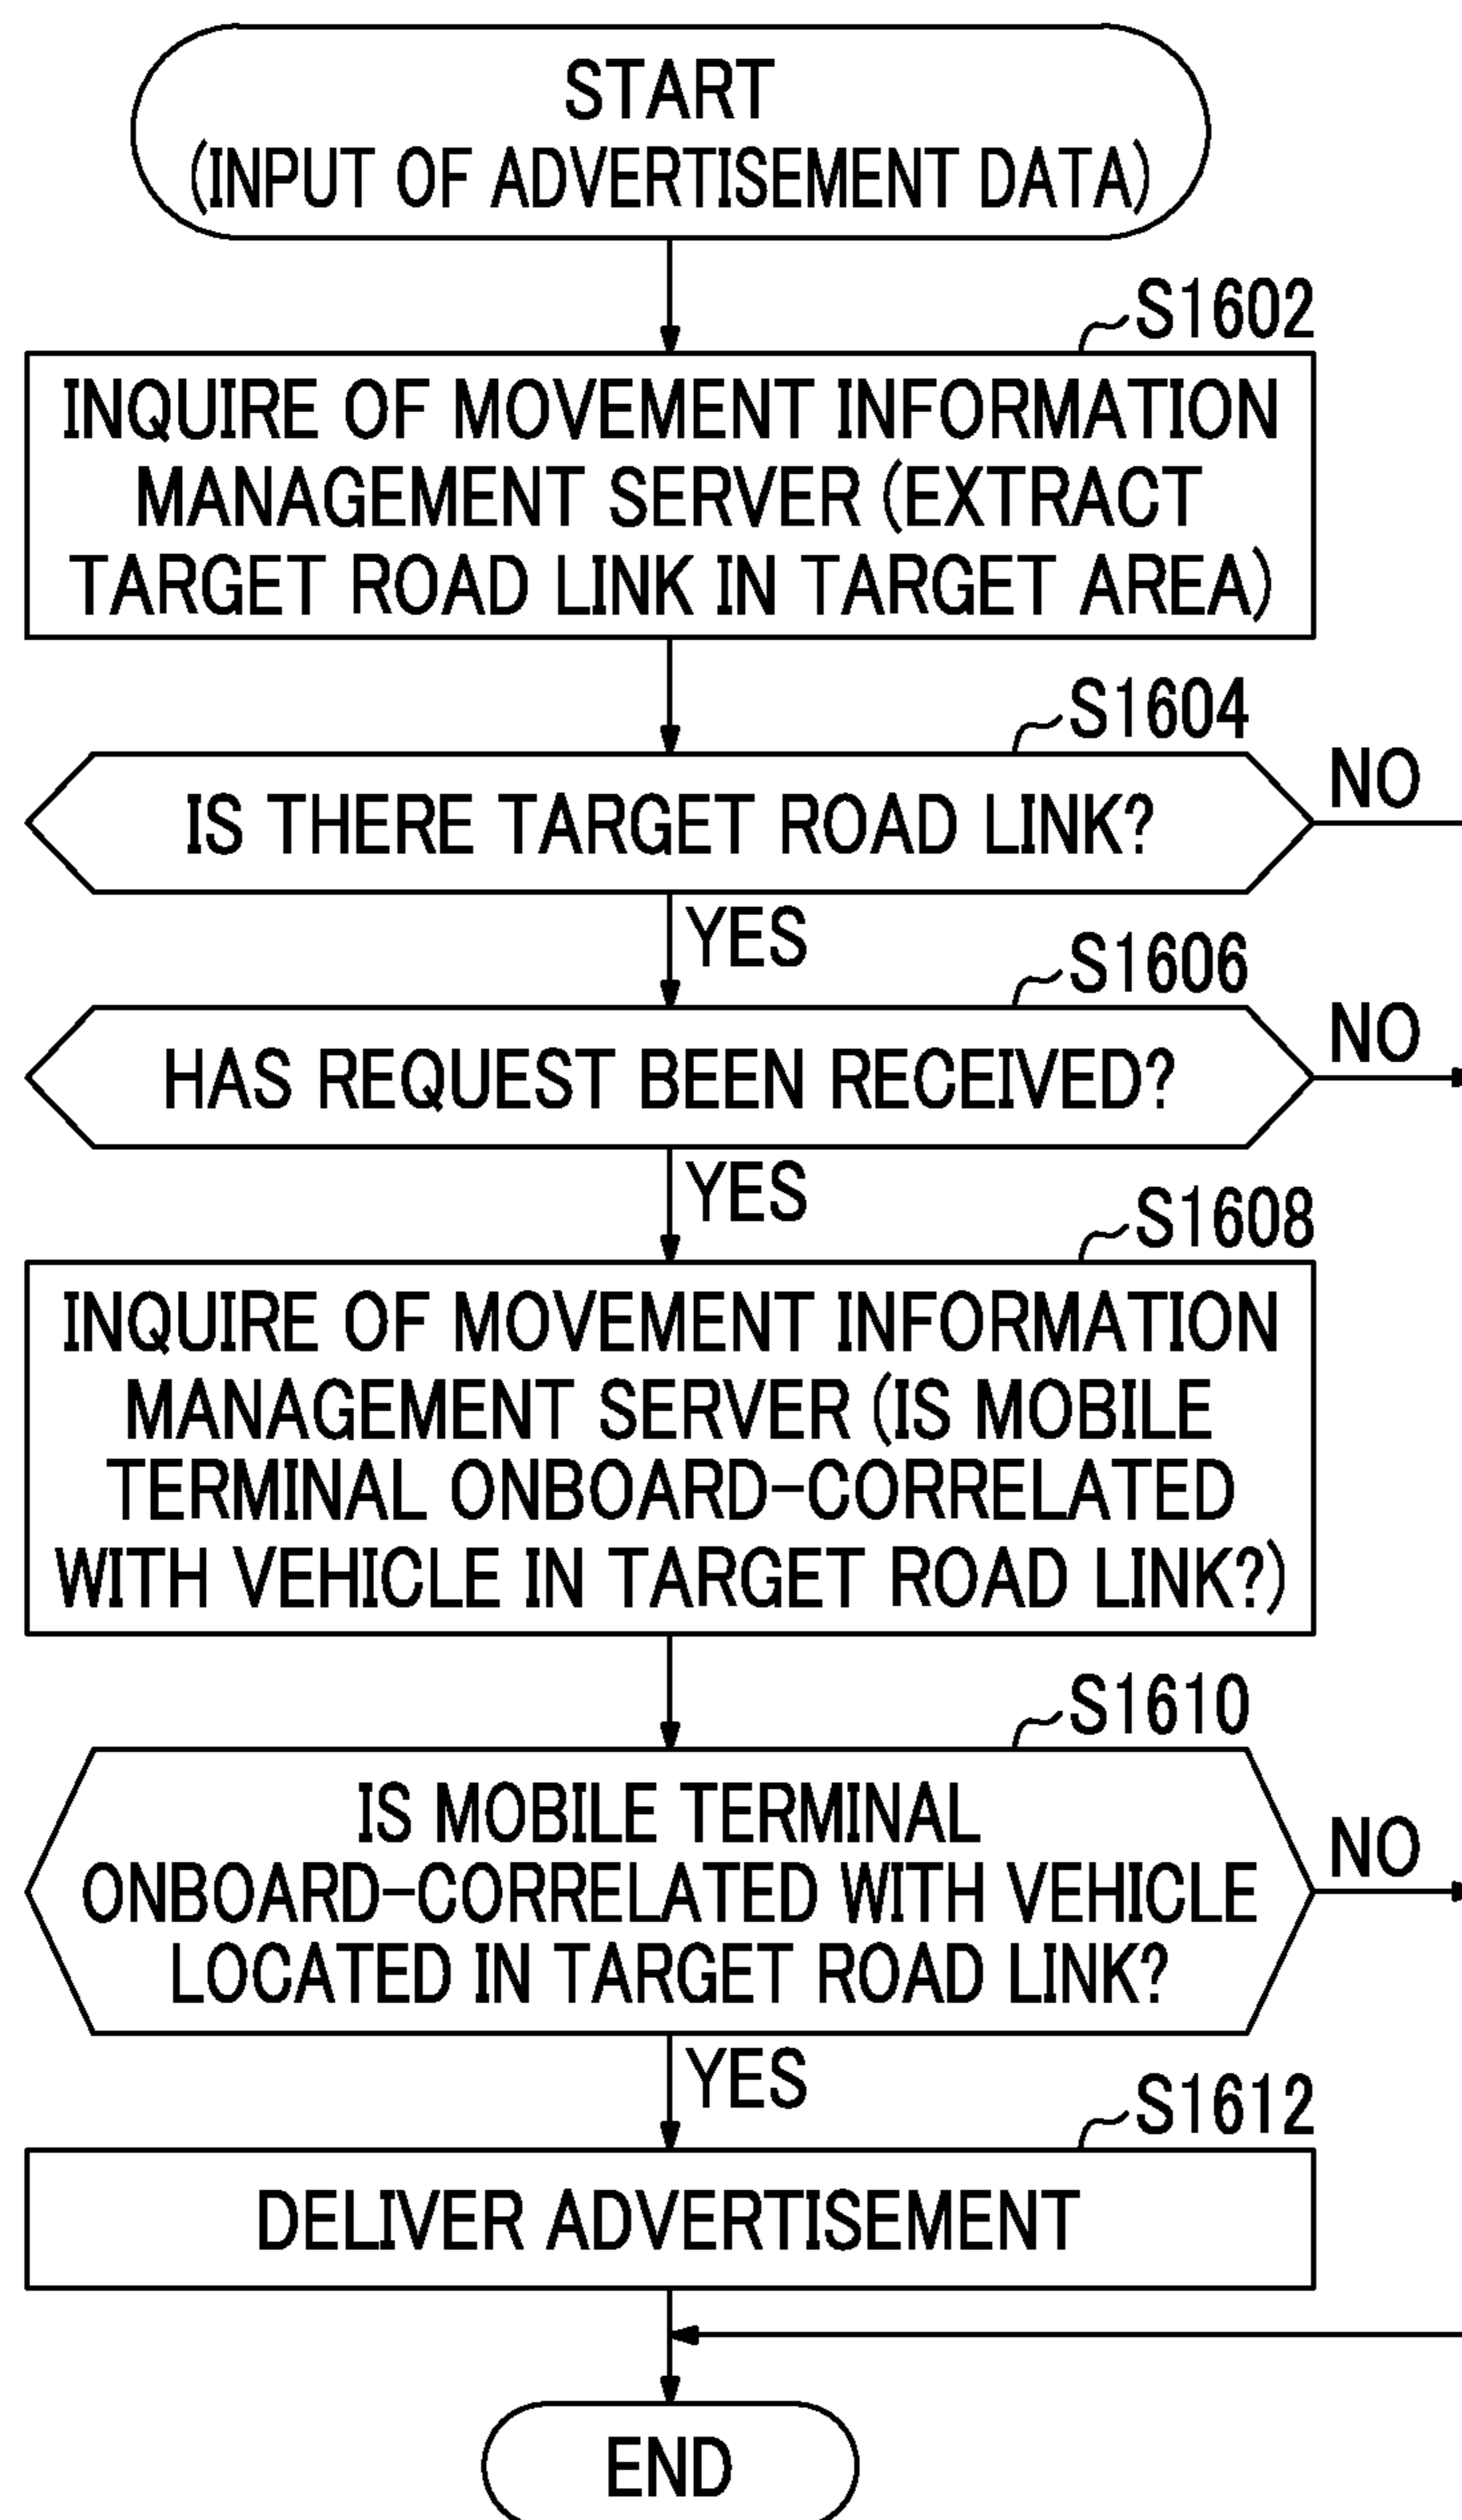 START
(INPUT OF ADVERTISEMENT DATA)
S1602
INQUIRE OF MOVEMENT INFORMATION
MANAGEMENT SERVER (EXTRACT
TARGET ROAD LINK IN TARGET AREA)
S1604
IS THERE TARGET ROAD LINK?
NO
YES
S1606
HAS REQUEST BEEN RECEIVED?
NO
YES
S1608
INQUIRE OF MOVEMENT INFORMATION
MANAGEMENT SERVER (IS MOBILE
TERMINAL ONBOARD-CORRELATED
WITH VEHICLE IN TARGET ROAD LINK?)
S1610
IS MOBILE TERMINAL
ONBOARD-CORRELATED WITH VEHICLE
LOCATED IN TARGET ROAD LINK?
NO
YES
S1612
DELIVER ADVERTISEMENT
END